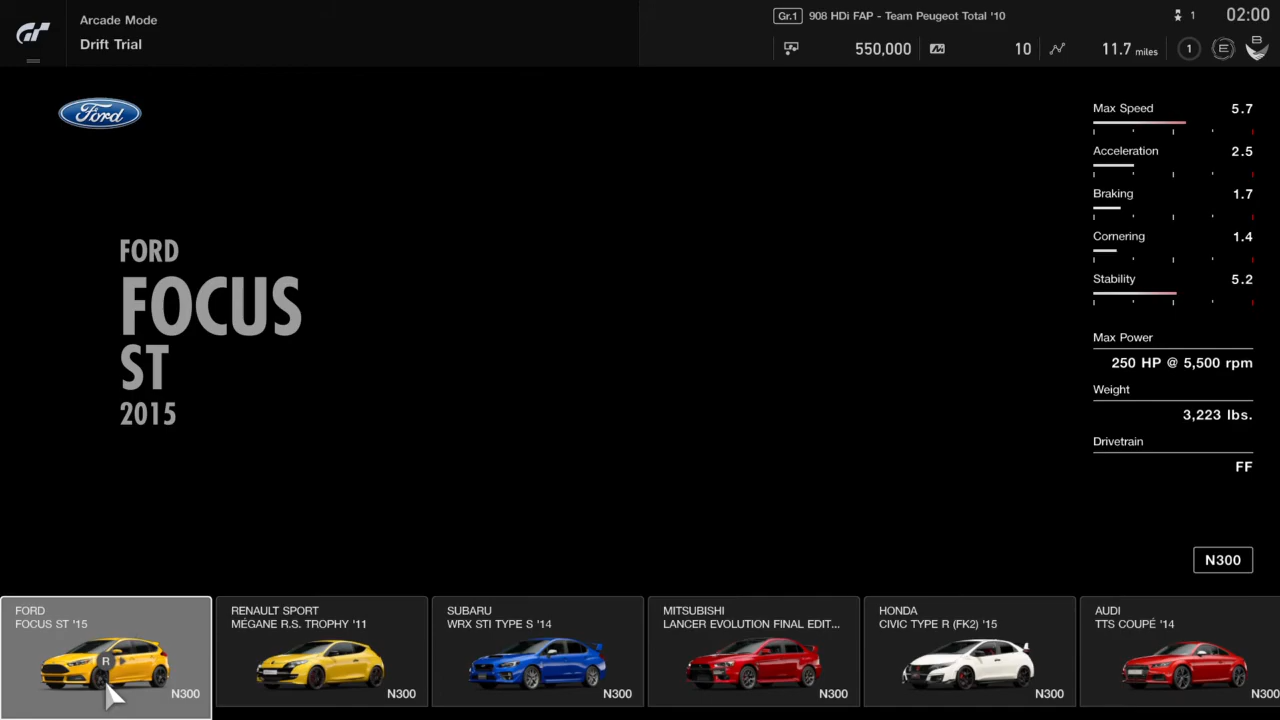 Arcade Mode
Drift Trial
Gr.1 908 HDi FAP - Team Peugeot Total '10
1
02:00
550,000
10
11.7 miles
1
E
B
Ford
FORD
FOCUS
ST
2015
Max Speed 5.7
Acceleration 2.5
Braking 1.7
Cornering 1.4
Stability 5.2
Max Power
250 HP @ 5,500 rpm
Weight
3,223 lbs.
Drivetrain
FF
N300
FORD
FOCUS ST '15
R
N300
RENAULT SPORT
MÉGANE R.S. TROPHY '11
N300
SUBARU
WRX STI TYPE S '14
N300
MITSUBISHI
LANCER EVOLUTION FINAL EDIT...
N300
HONDA
CIVIC TYPE R (FK2) '15
N300
AUDI
TTS COUPÉ '14
N300